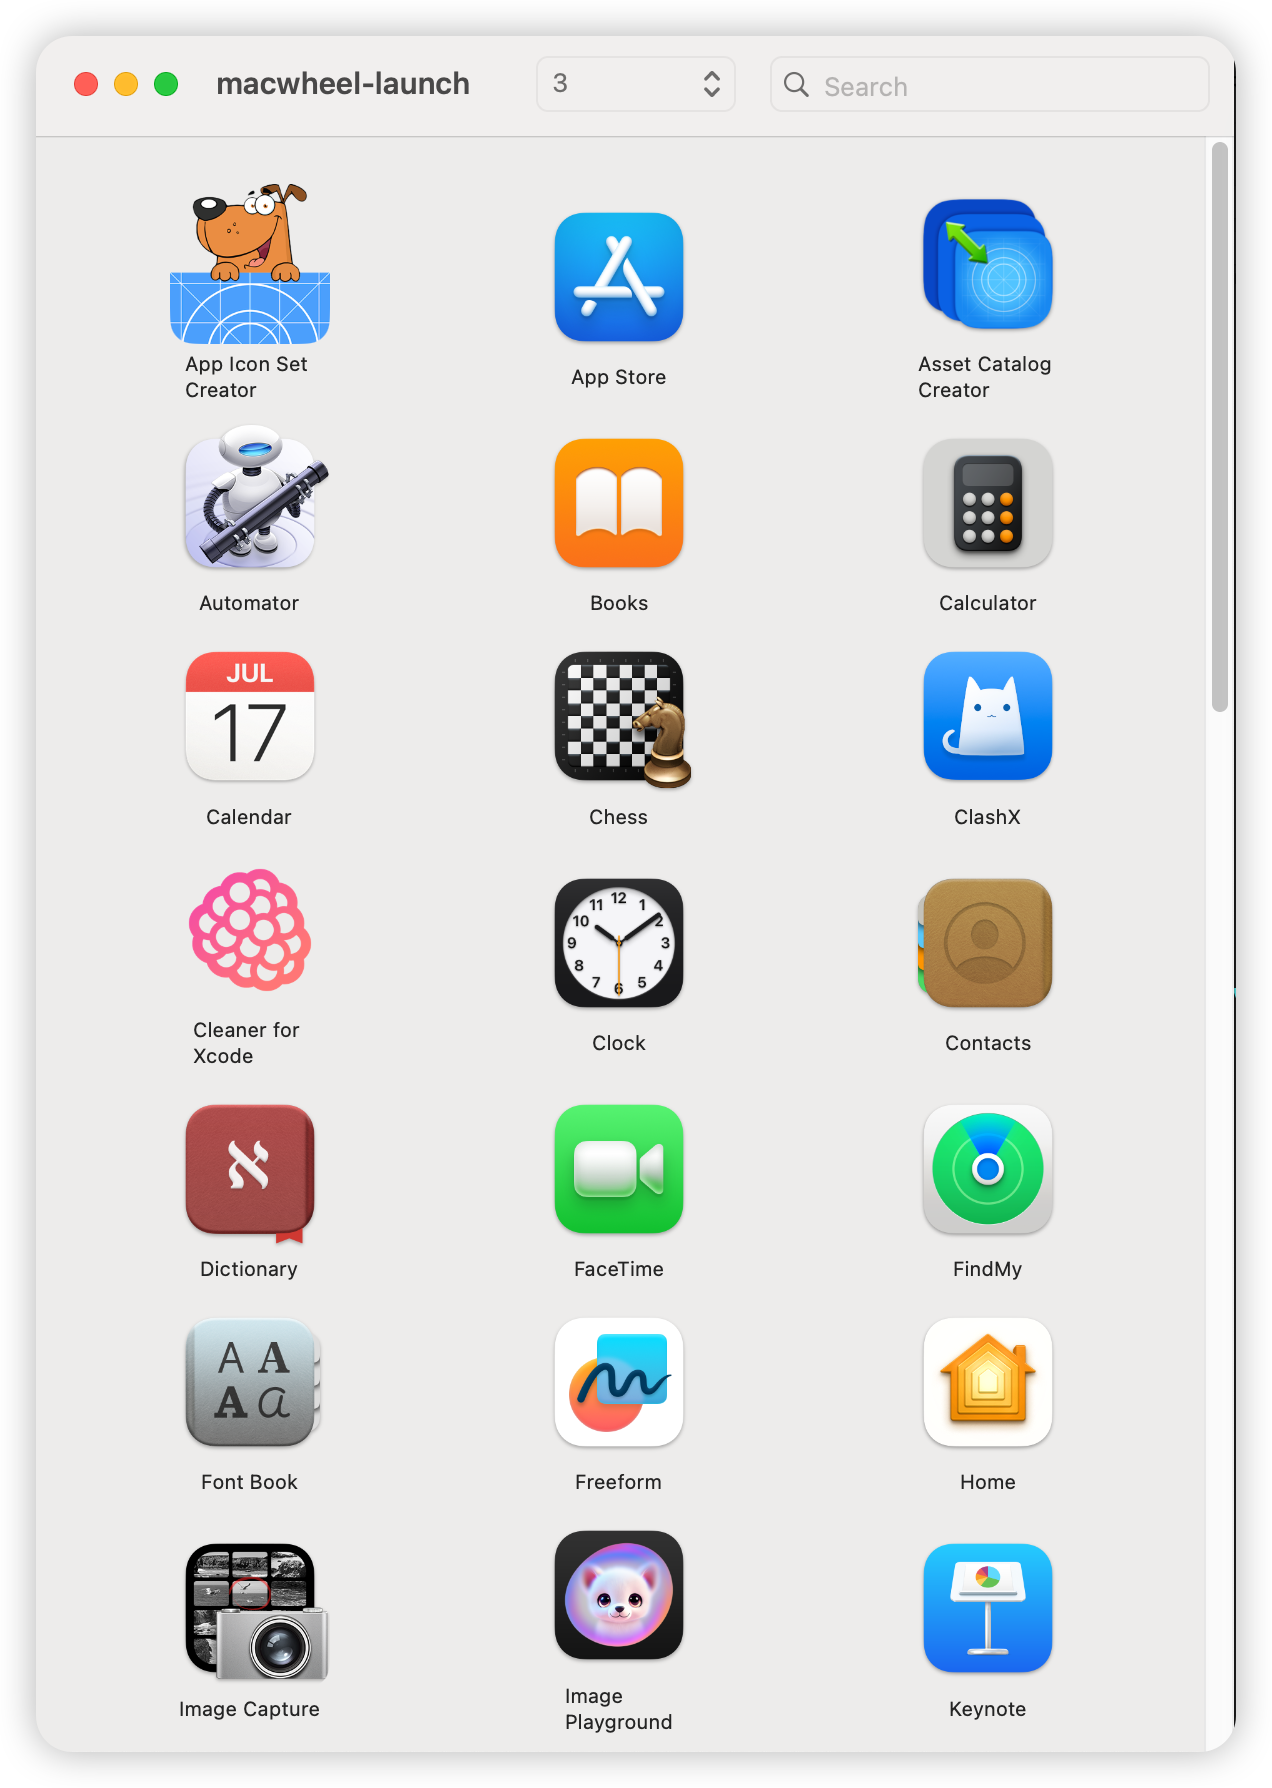 macwheel-launch
3
Search
App Icon Set
Creator
App Store
Asset Catalog
Creator
Automator
Books
Calculator
JUL
17
Calendar
Chess
ClashX
12
11
1
10
2
9
3
8
4
7
6
5
Cleaner for
Xcode
Clock
Contacts
א
Dictionary
FaceTime
FindMy
A A
A a
Font Book
Freeform
Home
Image Capture
Image
Playground
Keynote